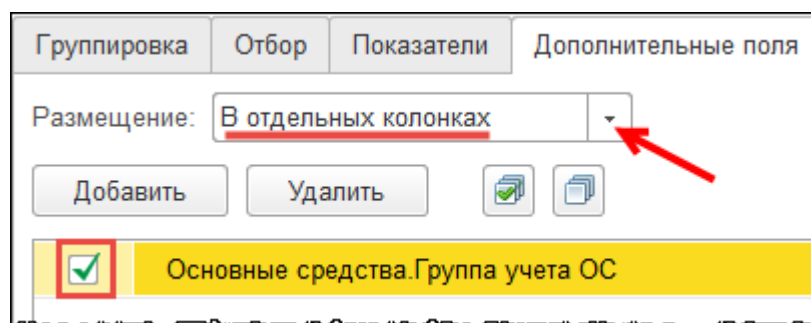 Группировка Отбор Показатели Дополнительные поля
Размещение: В отдельных колонках
Добавить Удалить
Основные средства.Группа учета ОС